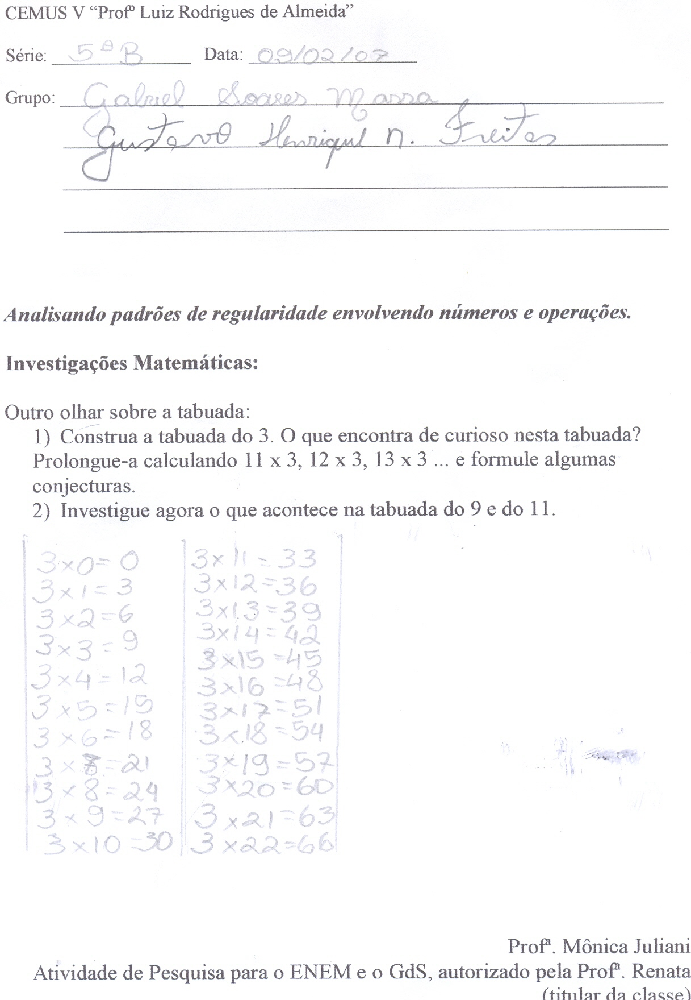 CEMUS V “Profº Luiz Rodrigues de Almeida”
Série: 5ª B Data: 09/02/07
Grupo: Gabriel Soares Marra
Gustavo Henrique N. Freitas
Analisando padrões de regularidade envolvendo números e operações.
Investigações Matemáticas:
Outro olhar sobre a tabuada:
1) Construa a tabuada do 3. O que encontra de curioso nesta tabuada?
Prolongue-a calculando 11 x 3, 12 x 3, 13 x 3 ... e formule algumas
conjecturas.
2) Investigue agora o que acontece na tabuada do 9 e do 11.
3x0=0
3x1=3
3x2=6
3x3=9
3x4=12
3x5=15
3x6=18
3x7=21
3x8=24
3x9=27
3x10=30
3x11=33
3x12=36
3x13=39
3x14=42
3x15=45
3x16=48
3x17=51
3x18=54
3x19=57
3x20=60
3x21=63
3x22=66
Profª. Mônica Juliani
Atividade de Pesquisa para o ENEM e o GdS, autorizado pela Profª. Renata
(titular da classe)